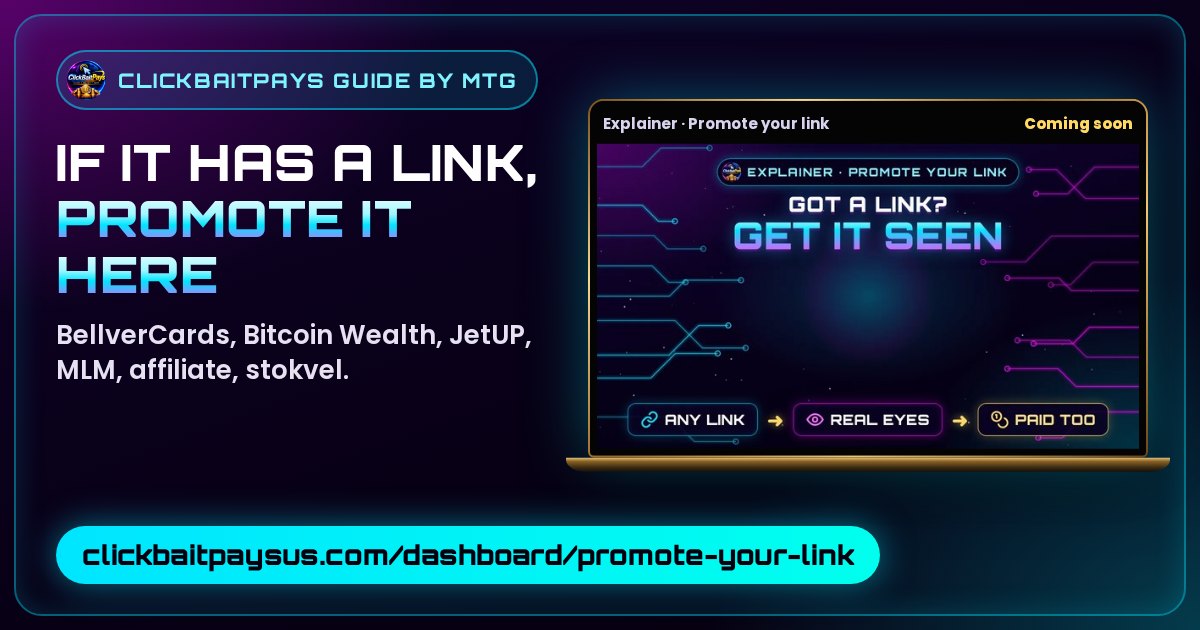 ClickBaitPays
CLICKBAITPAYS GUIDE BY MTG
IF IT HAS A LINK,
PROMOTE IT
HERE
BellverCards, Bitcoin Wealth, JetUP,
MLM, affiliate, stokvel.
Explainer · Promote your link
Coming soon
EXPLAINER · PROMOTE YOUR LINK
GOT A LINK?
GET IT SEEN
ANY LINK
REAL EYES
PAID TOO
clickbaitpaysus.com/dashboard/promote-your-link